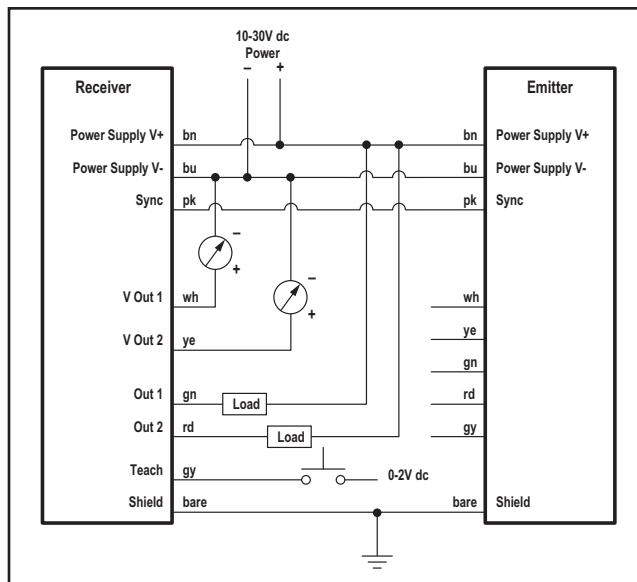 10-30V dc
Power
– +
Receiver
Emitter
Power Supply V+ bn
bn Power Supply V+
Power Supply V- bu
bu Power Supply V-
Sync pk
pk Sync
–
+
–
+
V Out 1 wh
wh
V Out 2 ye
ye
gn
Out 1 gn
Load
rd
Out 2 rd
Load
gy
Teach gy
0-2V dc
Shield bare
bare Shield